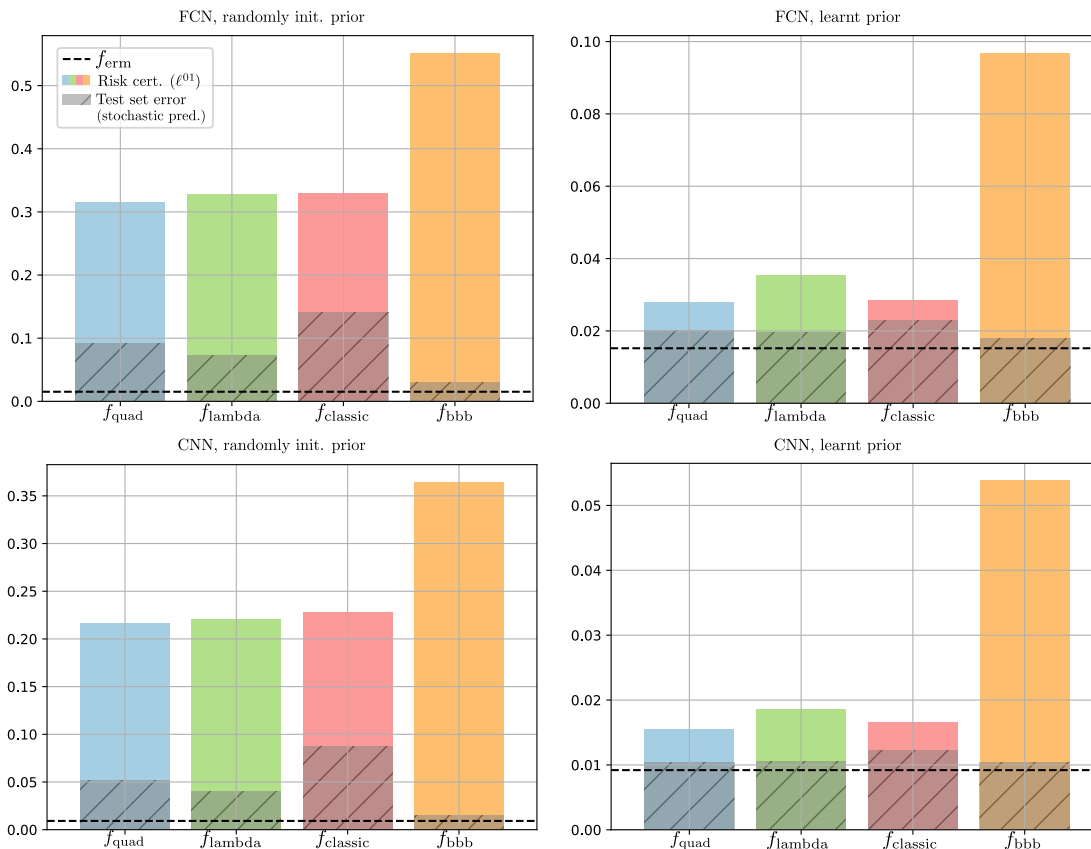 FCN, randomly init. prior
0.5
0.4
0.3
0.2
0.1
0.0
f_erm
Risk cert. (ℓ^01)
Test set error
(stochastic pred.)
f_quad
f_lambda
f_classic
f_bbb
FCN, learnt prior
0.10
0.08
0.06
0.04
0.02
0.00
f_quad
f_lambda
f_classic
f_bbb
CNN, randomly init. prior
0.35
0.30
0.25
0.20
0.15
0.10
0.05
0.00
f_quad
f_lambda
f_classic
f_bbb
CNN, learnt prior
0.05
0.04
0.03
0.02
0.01
0.00
f_quad
f_lambda
f_classic
f_bbb